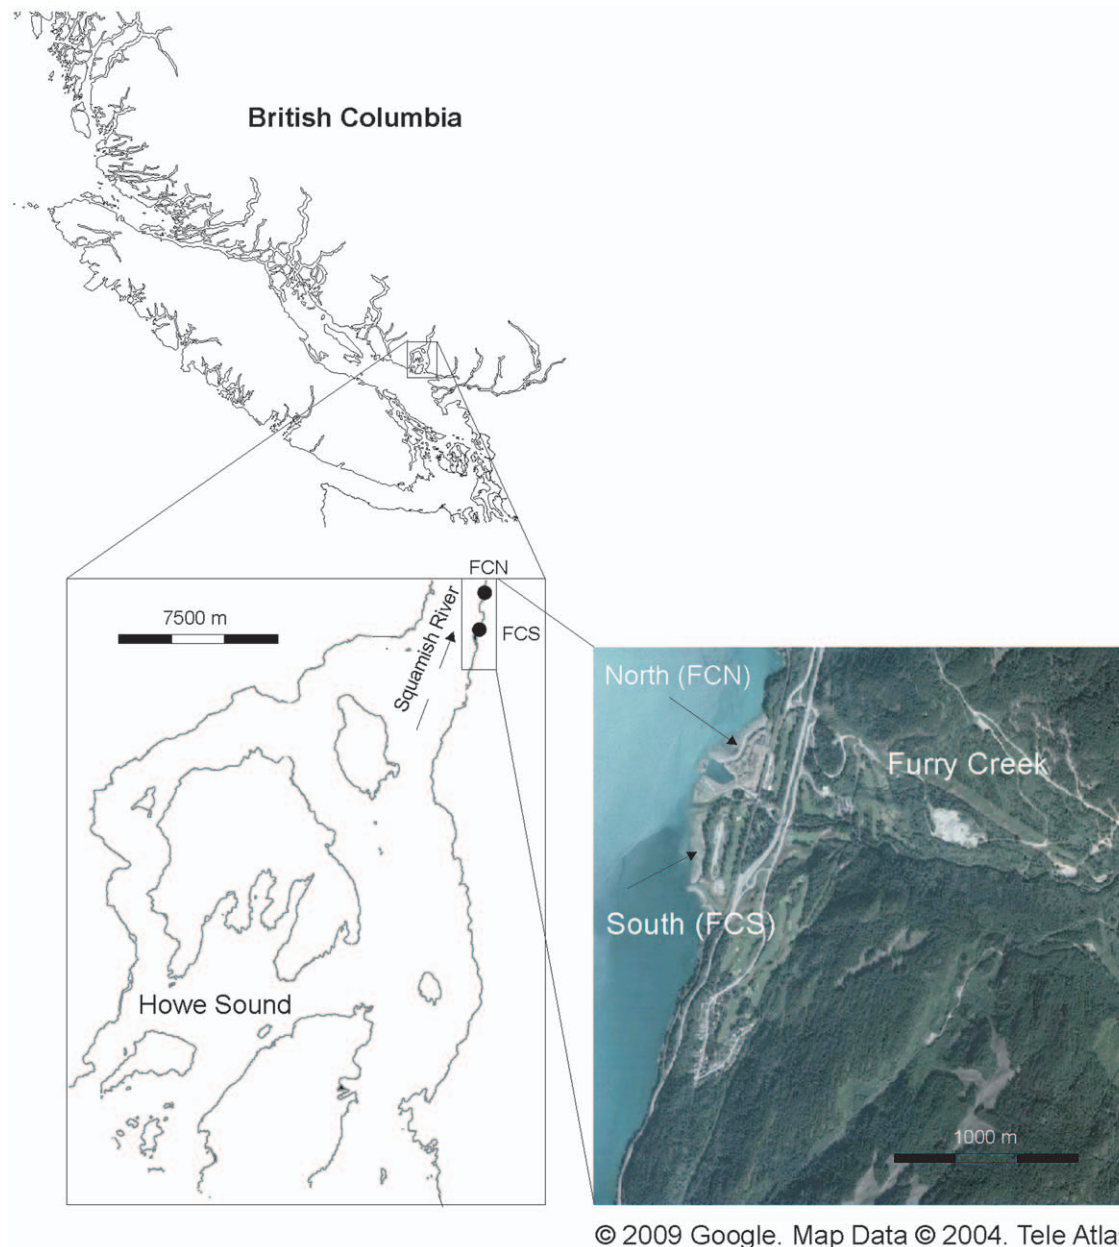 British Columbia
FCN
7500 m
FCS
Squamish River
Howe Sound
North (FCN)
Furry Creek
South (FCS)
1000 m
© 2009 Google. Map Data © 2004. Tele Atla